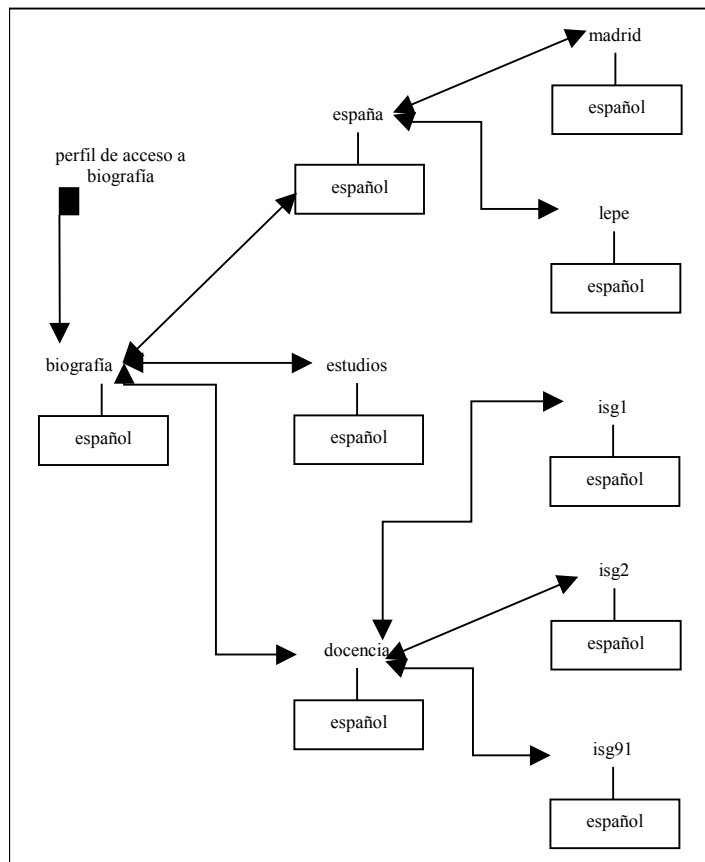 madrid
español
españa
español
perfil de acceso a
biografía
lepe
español
biografía
español
estudios
español
isg1
español
isg2
español
docencia
español
isg91
español